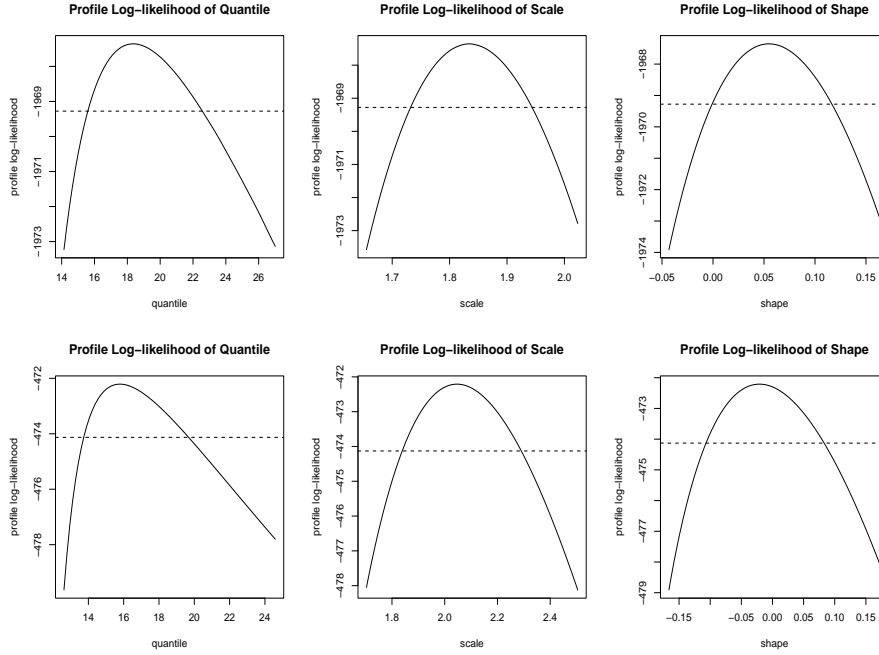 Profile Log−likelihood of Quantile
profile log−likelihood
−1973
−1971
−1969
14 16 18 20 22 24 26
quantile
Profile Log−likelihood of Scale
profile log−likelihood
−1973
−1971
−1969
1.7 1.8 1.9 2.0
scale
Profile Log−likelihood of Shape
profile log−likelihood
−1974
−1972
−1970
−1968
−0.05 0.00 0.05 0.10 0.15
shape
Profile Log−likelihood of Quantile
profile log−likelihood
−478
−476
−474
−472
14 16 18 20 22 24
quantile
Profile Log−likelihood of Scale
profile log−likelihood
−478
−477
−476
−475
−474
−473
−472
1.8 2.0 2.2 2.4
scale
Profile Log−likelihood of Shape
profile log−likelihood
−479
−477
−475
−473
−0.15 −0.05 0.00 0.05 0.10 0.15
shape